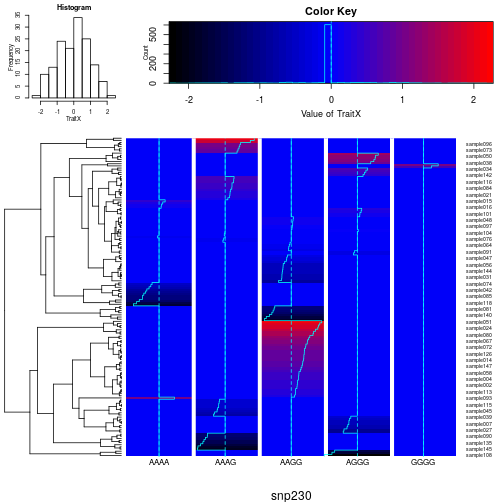 Histogram
Frequency
0 5 10 15 20 25 30 35
-2 -1 0 1 2
TraitX
Color Key
Count
0 200 500
-2 -1 0 1 2
Value of TraitX
sample096
sample073
sample050
sample038
sample034
sample142
sample116
sample084
sample021
sample015
sample016
sample101
sample048
sample097
sample104
sample076
sample064
sample091
sample047
sample056
sample144
sample031
sample074
sample042
sample085
sample118
sample081
sample140
sample051
sample024
sample080
sample067
sample072
sample126
sample014
sample147
sample058
sample004
sample002
sample113
sample093
sample115
sample045
sample039
sample007
sample027
sample090
sample135
sample145
sample108
AAAA AAAG AAGG AGGG GGGG
snp230